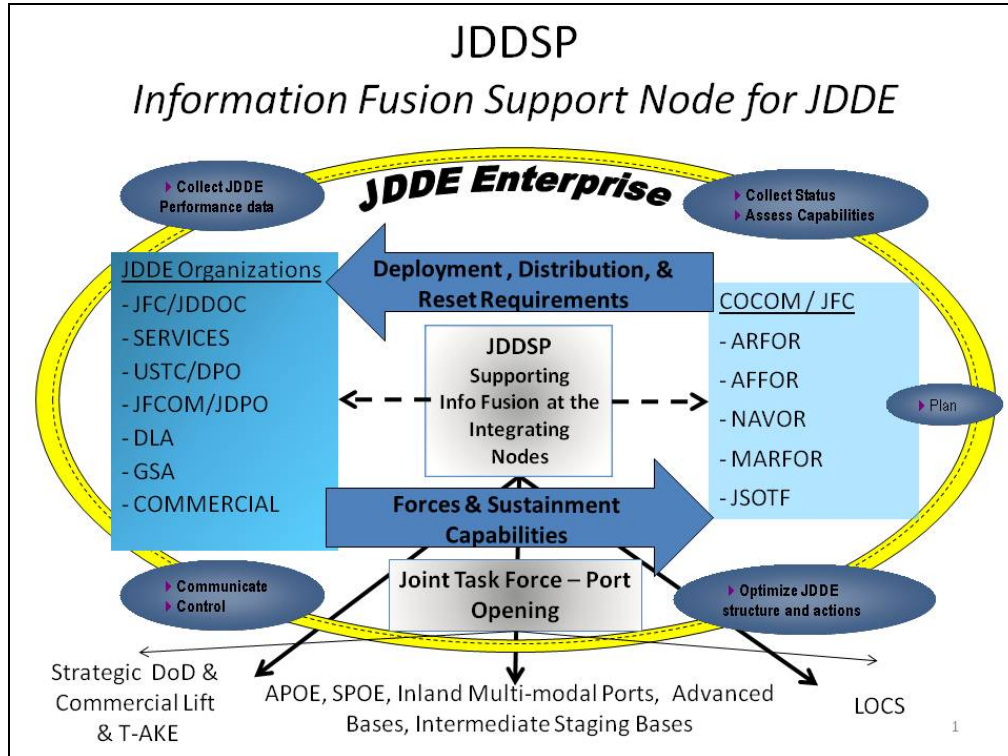 JDDSP
Information Fusion Support Node for JDDE
JDDE Enterprise
Collect JDDE
Performance data
Collect Status
Assess Capabilities
Deployment , Distribution, &
Reset Requirements
JDDE Organizations
- JFC/JDDOC
- SERVICES
- USTC/DPO
- JFCOM/JDPO
- DLA
- GSA
- COMMERCIAL
JDDSP
Supporting
Info Fusion at the
Integrating
Nodes
COCOM / JFC
- ARFOR
- AFFOR
- NAVOR
- MARFOR
- JSOTF
Plan
Forces & Sustainment
Capabilities
Joint Task Force – Port
Opening
Communicate
Control
Optimize JDDE
structure and actions
Strategic DoD &
Commercial Lift
& T-AKE
APOE, SPOE, Inland Multi-modal Ports, Advanced
Bases, Intermediate Staging Bases
LOCS
1